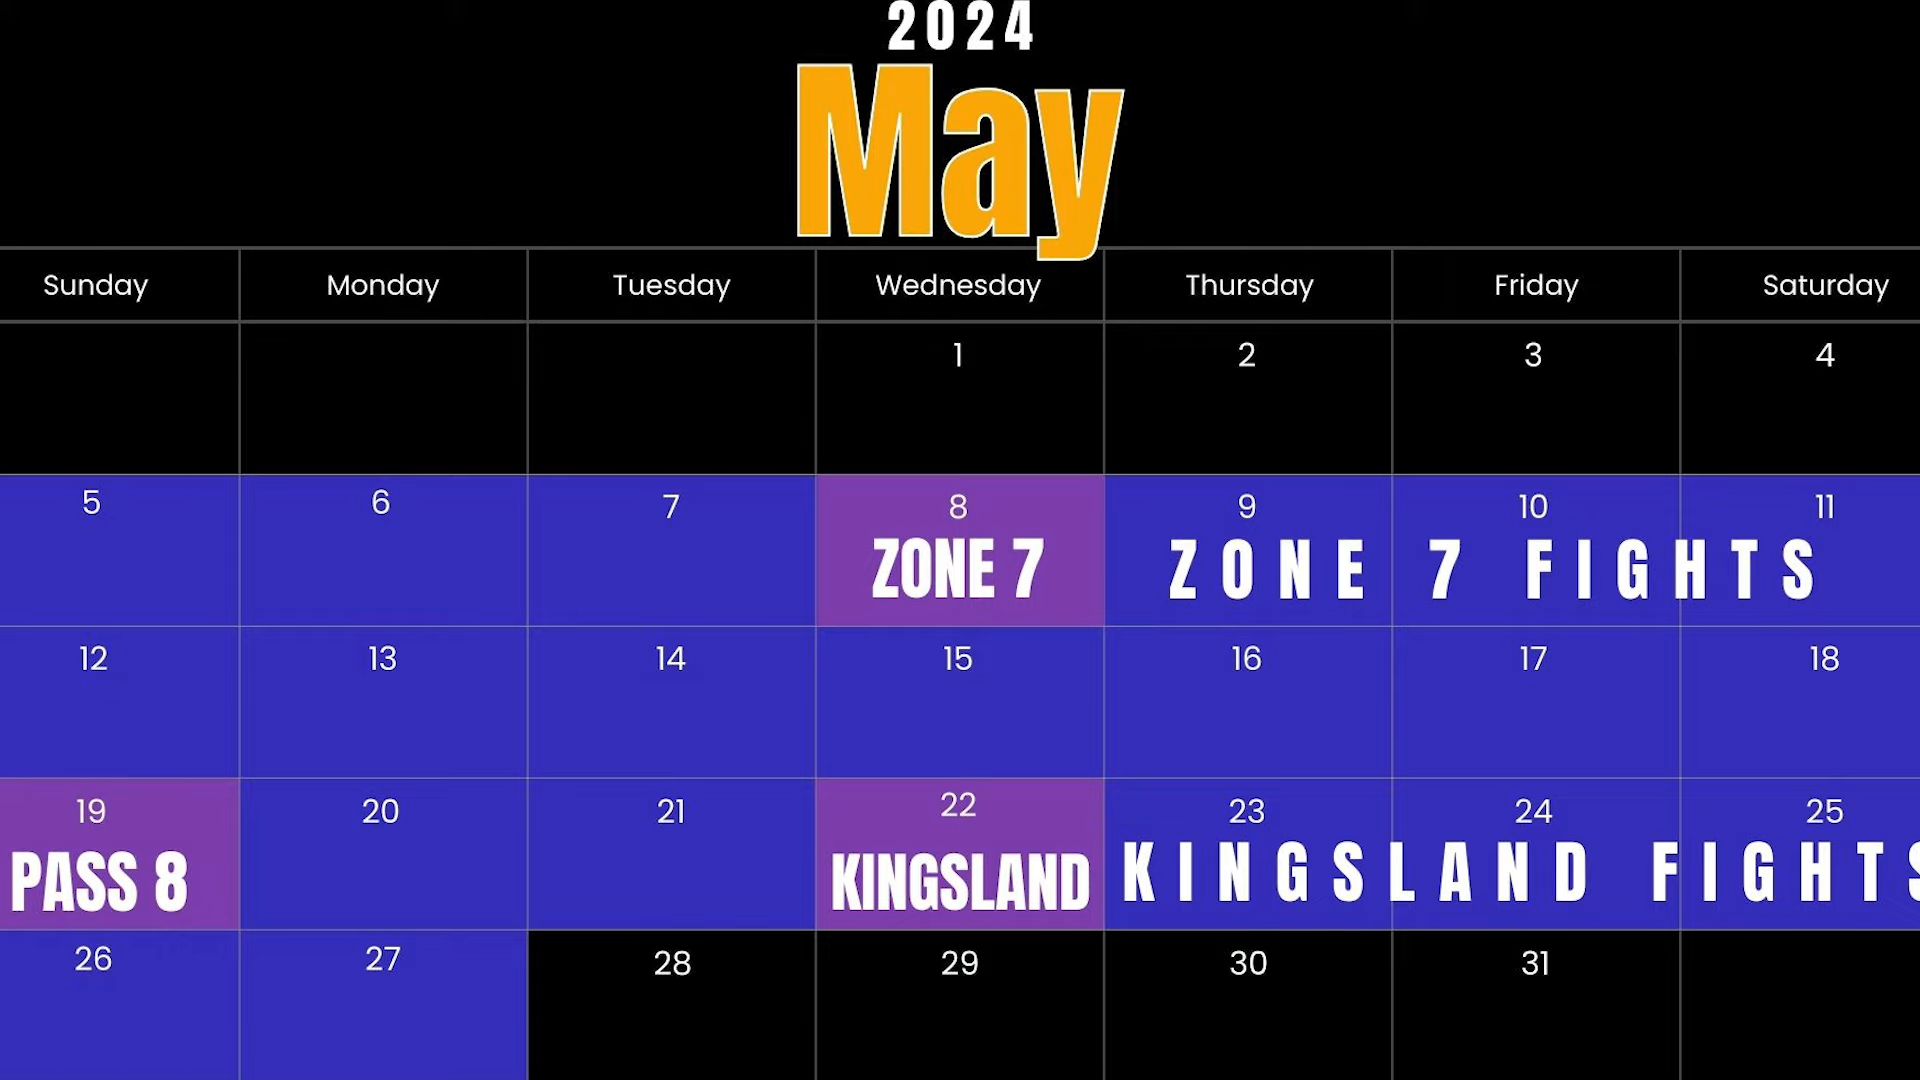 2024
May
Sunday Monday Tuesday Wednesday Thursday Friday Saturday
1 2 3 4
5 6 7 8 9 10 11
ZONE 7 ZONE 7 FIGHTS
12 13 14 15 16 17 18
19 20 21 22 23 24 25
PASS 8 KINGSLAND KINGSLAND FIGHTS
26 27 28 29 30 31